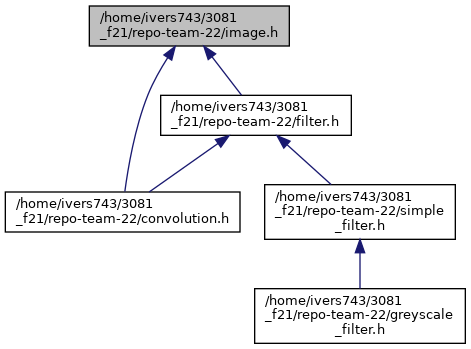 /home/ivers743/3081
_f21/repo-team-22/image.h
/home/ivers743/3081
_f21/repo-team-22/filter.h
/home/ivers743/3081
_f21/repo-team-22/convolution.h
/home/ivers743/3081
_f21/repo-team-22/simple
_filter.h
/home/ivers743/3081
_f21/repo-team-22/greyscale
_filter.h